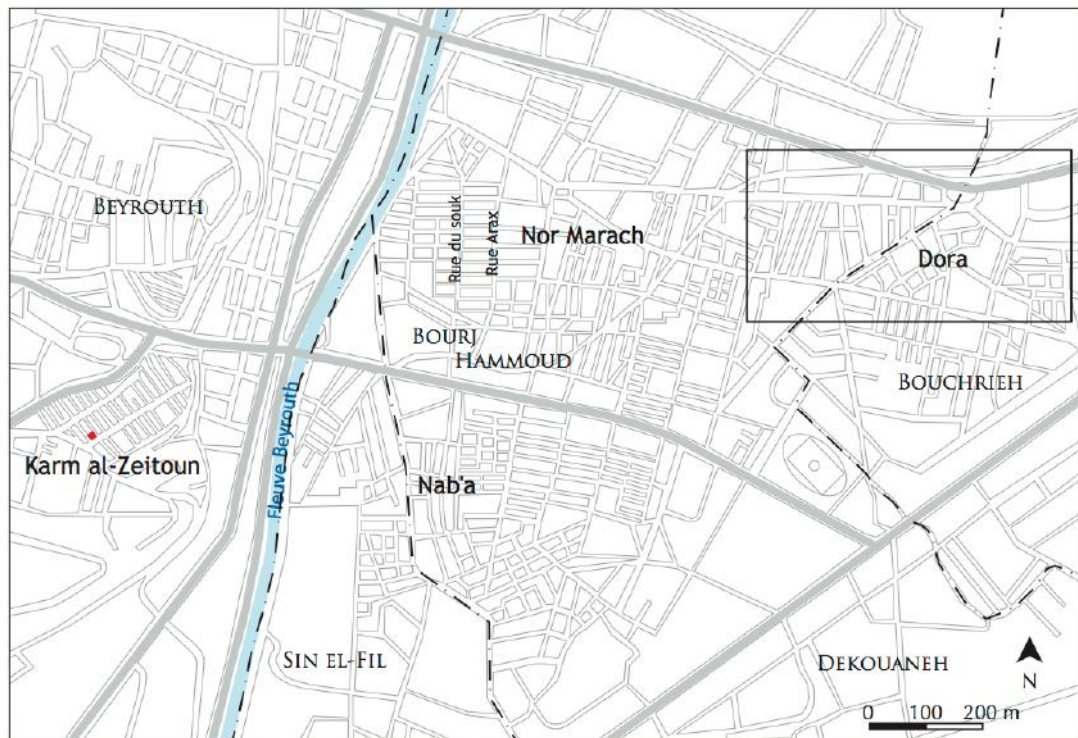 BEYROUTH
Rue du souk
Rue Arax
Nor Marach
Dora
BOURJ
HAMMOUD
BOUCHRIEH
Fleuve Beyrouth
Karm al-Zeitoun
Nab'a
SIN EL-FIL
DEKOUANEH
N
0 100 200 m